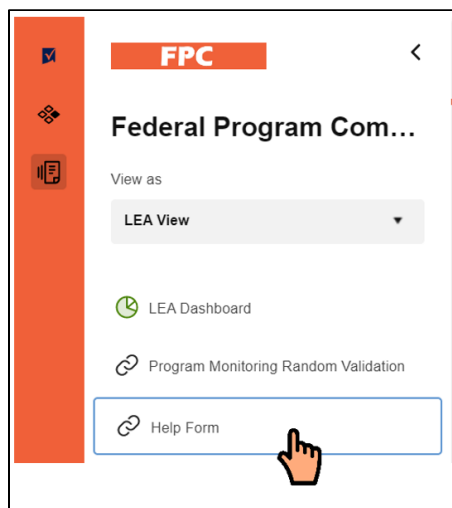 FPC
Federal Program Com...
View as
LEA View
LEA Dashboard
Program Monitoring Random Validation
Help Form